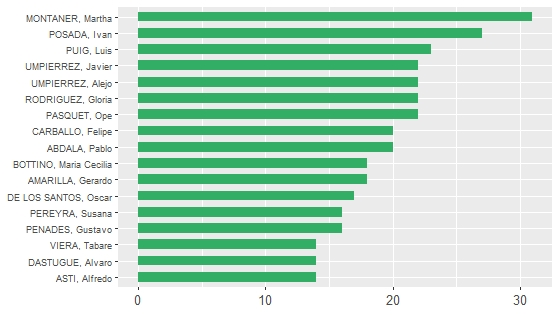 MONTANER, Martha
POSADA, Ivan
PUIG, Luis
UMPIERREZ, Javier
UMPIERREZ, Alejo
RODRIGUEZ, Gloria
PASQUET, Ope
CARBALLO, Felipe
ABDALA, Pablo
BOTTINO, Maria Cecilia
AMARILLA, Gerardo
DE LOS SANTOS, Oscar
PEREYRA, Susana
PENADES, Gustavo
VIERA, Tabare
DASTUGUE, Alvaro
ASTI, Alfredo
0 10 20 30